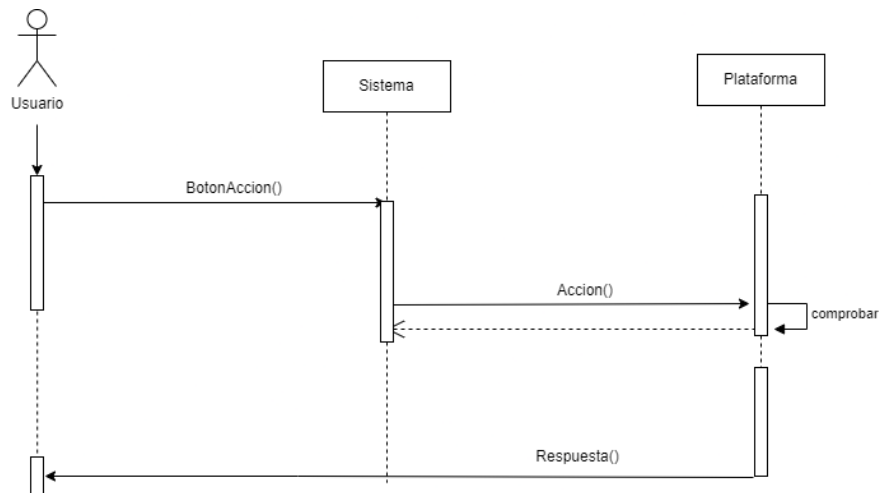 Usuario
Sistema
Plataforma
BotonAccion()
Accion()
comprobar
Respuesta()